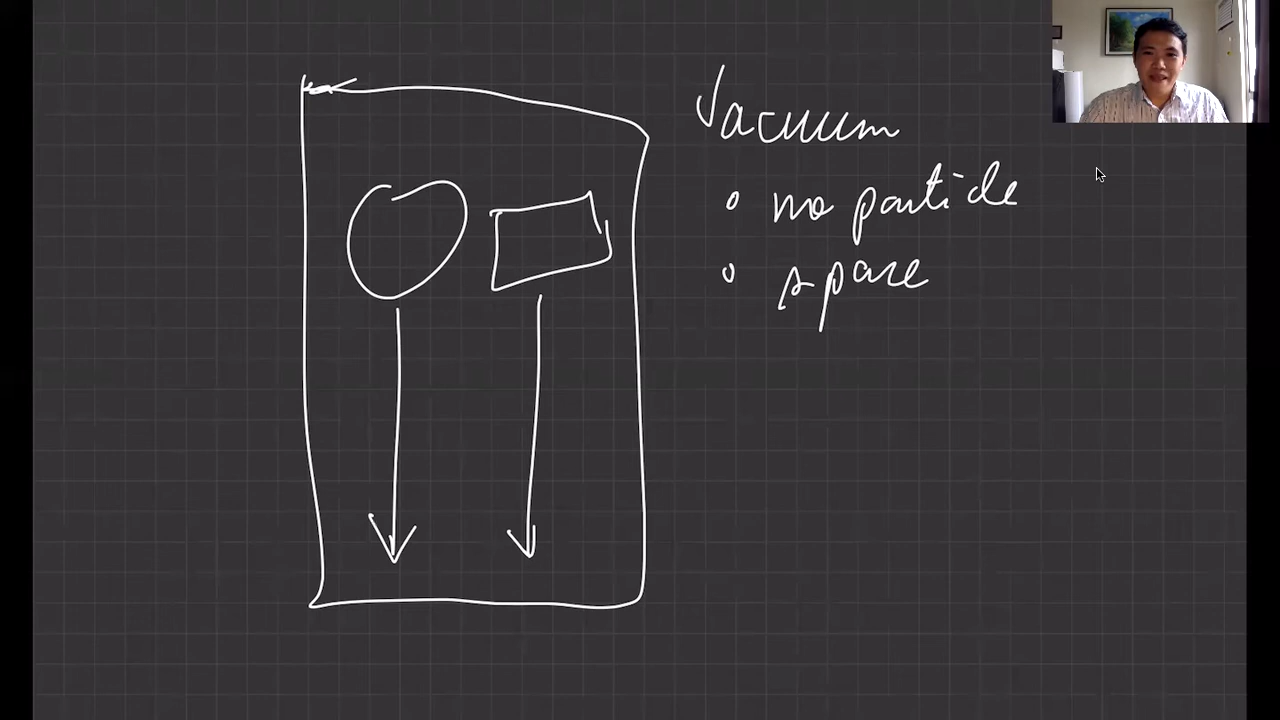 Vacuum
• no particle
• space